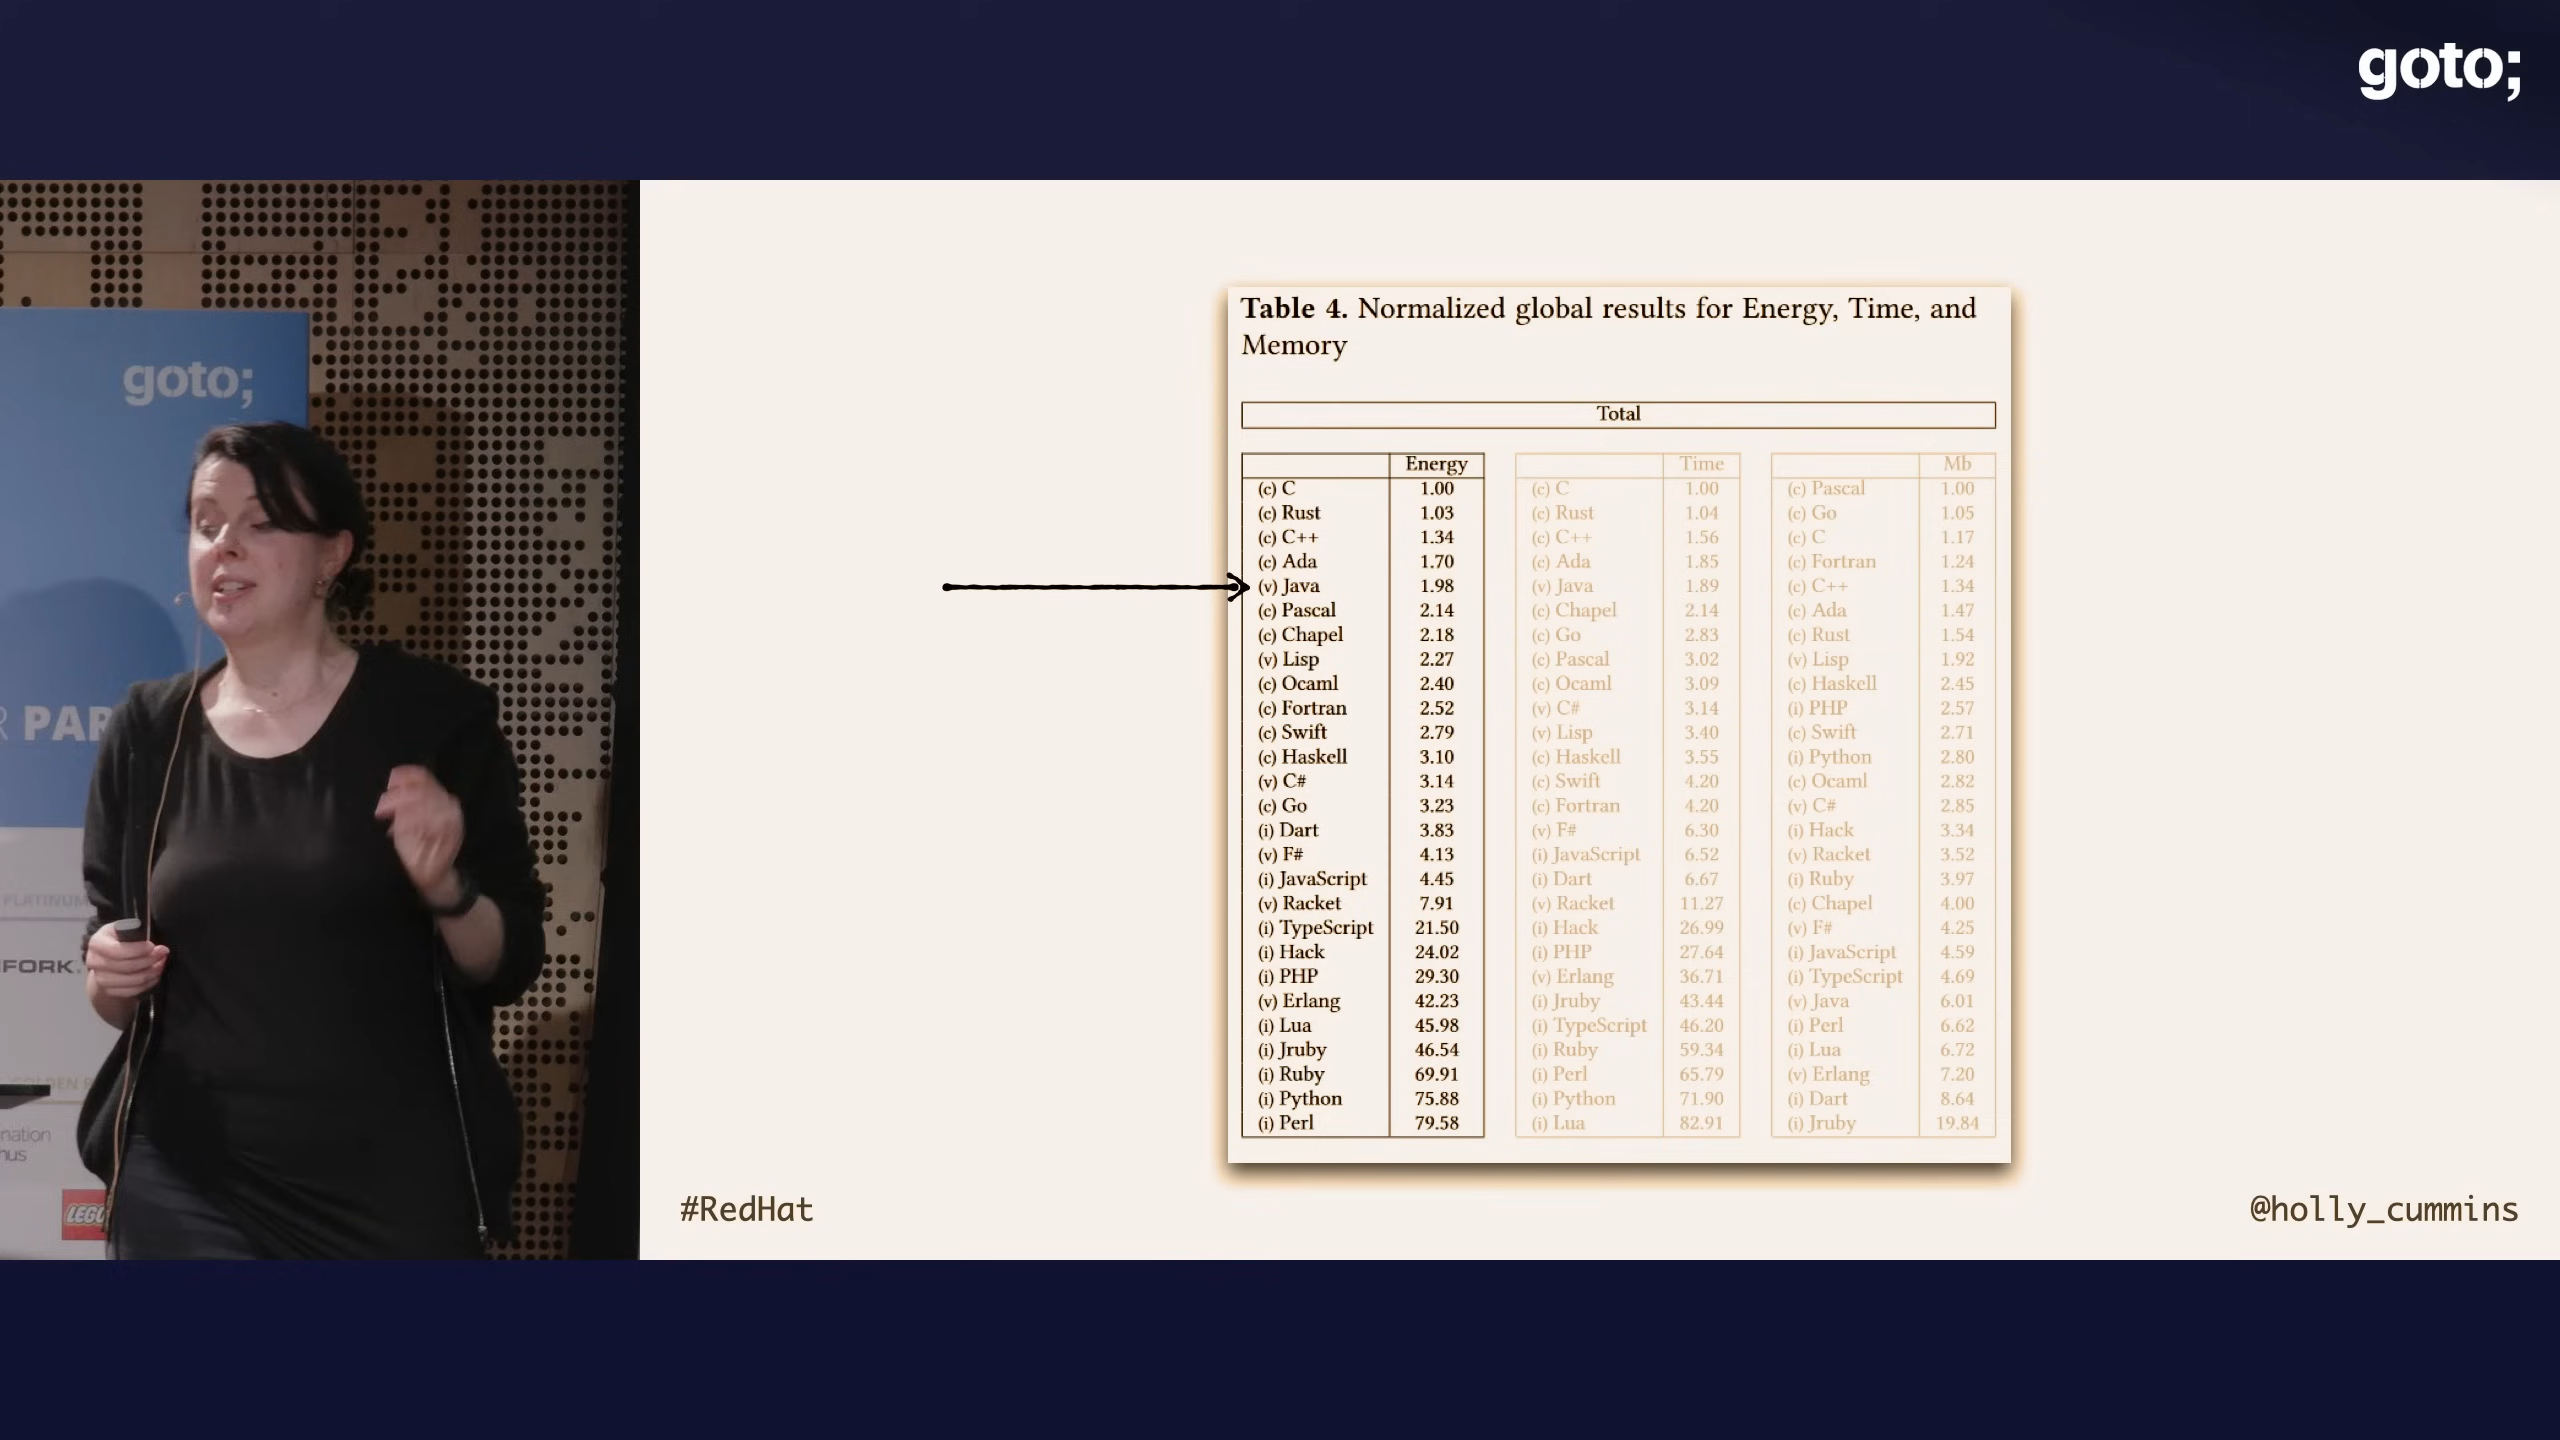 goto;
goto;
R PAR
PLATINUM
FORK.
GOLDEN
nation
hus
LEGO
Table 4. Normalized global results for Energy, Time, and
Memory
Total
Energy
(c) C 1.00
(c) Rust 1.03
(c) C++ 1.34
(c) Ada 1.70
(v) Java 1.98
(c) Pascal 2.14
(c) Chapel 2.18
(v) Lisp 2.27
(c) Ocaml 2.40
(c) Fortran 2.52
(c) Swift 2.79
(c) Haskell 3.10
(v) C# 3.14
(c) Go 3.23
(i) Dart 3.83
(v) F# 4.13
(i) JavaScript 4.45
(v) Racket 7.91
(i) TypeScript 21.50
(i) Hack 24.02
(i) PHP 29.30
(v) Erlang 42.23
(i) Lua 45.98
(i) Jruby 46.54
(i) Ruby 69.91
(i) Python 75.88
(i) Perl 79.58
Time
(c) C 1.00
(c) Rust 1.04
(c) C++ 1.56
(c) Ada 1.85
(v) Java 1.89
(c) Chapel 2.14
(c) Go 2.83
(c) Pascal 3.02
(c) Ocaml 3.09
(v) C# 3.14
(v) Lisp 3.40
(c) Haskell 3.55
(c) Swift 4.20
(c) Fortran 4.20
(v) F# 6.30
(i) JavaScript 6.52
(i) Dart 6.67
(v) Racket 11.27
(i) Hack 26.99
(i) PHP 27.64
(v) Erlang 36.71
(i) Jruby 43.44
(i) TypeScript 46.20
(i) Ruby 59.34
(i) Perl 65.79
(i) Python 71.90
(i) Lua 82.91
Mb
(c) Pascal 1.00
(c) Go 1.05
(c) C 1.17
(c) Fortran 1.24
(c) C++ 1.34
(c) Ada 1.47
(c) Rust 1.54
(v) Lisp 1.92
(c) Haskell 2.45
(i) PHP 2.57
(c) Swift 2.71
(i) Python 2.80
(c) Ocaml 2.82
(v) C# 2.85
(i) Hack 3.34
(v) Racket 3.52
(i) Ruby 3.97
(c) Chapel 4.00
(v) F# 4.25
(i) JavaScript 4.59
(i) TypeScript 4.69
(v) Java 6.01
(i) Perl 6.62
(i) Lua 6.72
(v) Erlang 7.20
(i) Dart 8.64
(i) Jruby 19.84
#RedHat
@holly_cummins